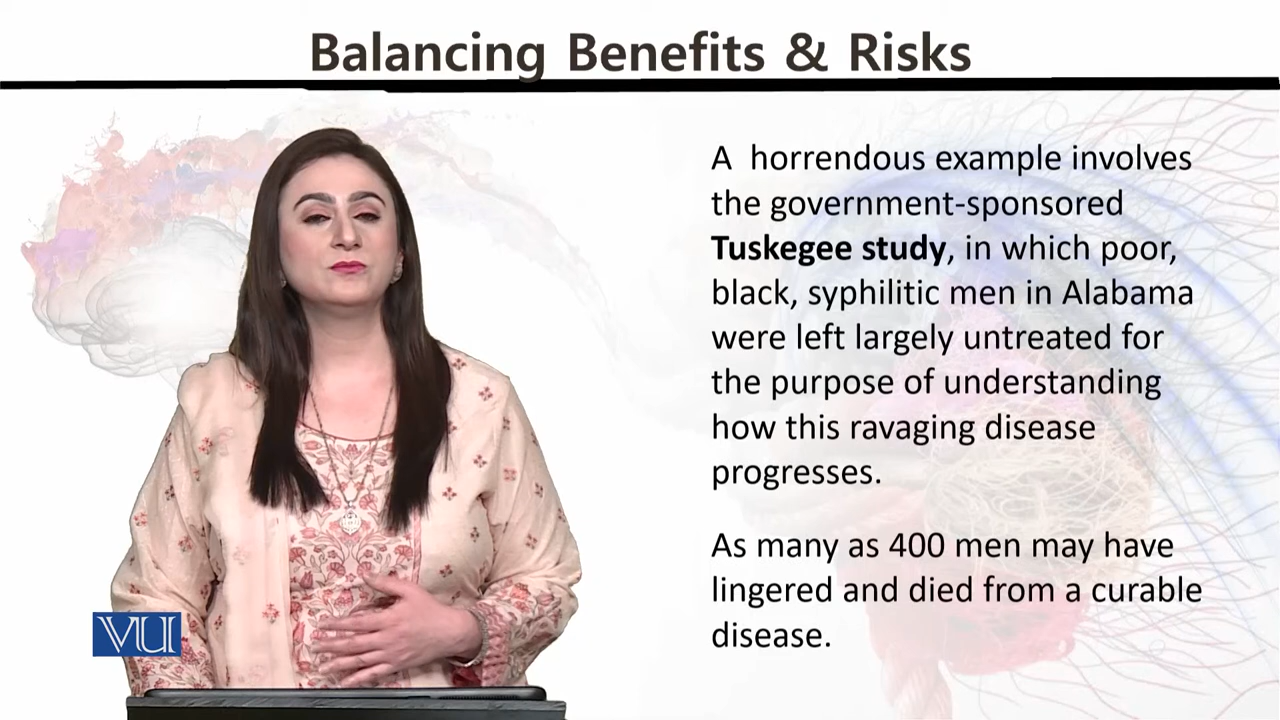 Balancing Benefits & Risks
A  horrendous example involves
the government-sponsored
Tuskegee study, in which poor,
black, syphilitic men in Alabama
were left largely untreated for
the purpose of understanding
how this ravaging disease
progresses.
As many as 400 men may have
lingered and died from a curable
disease.
VU